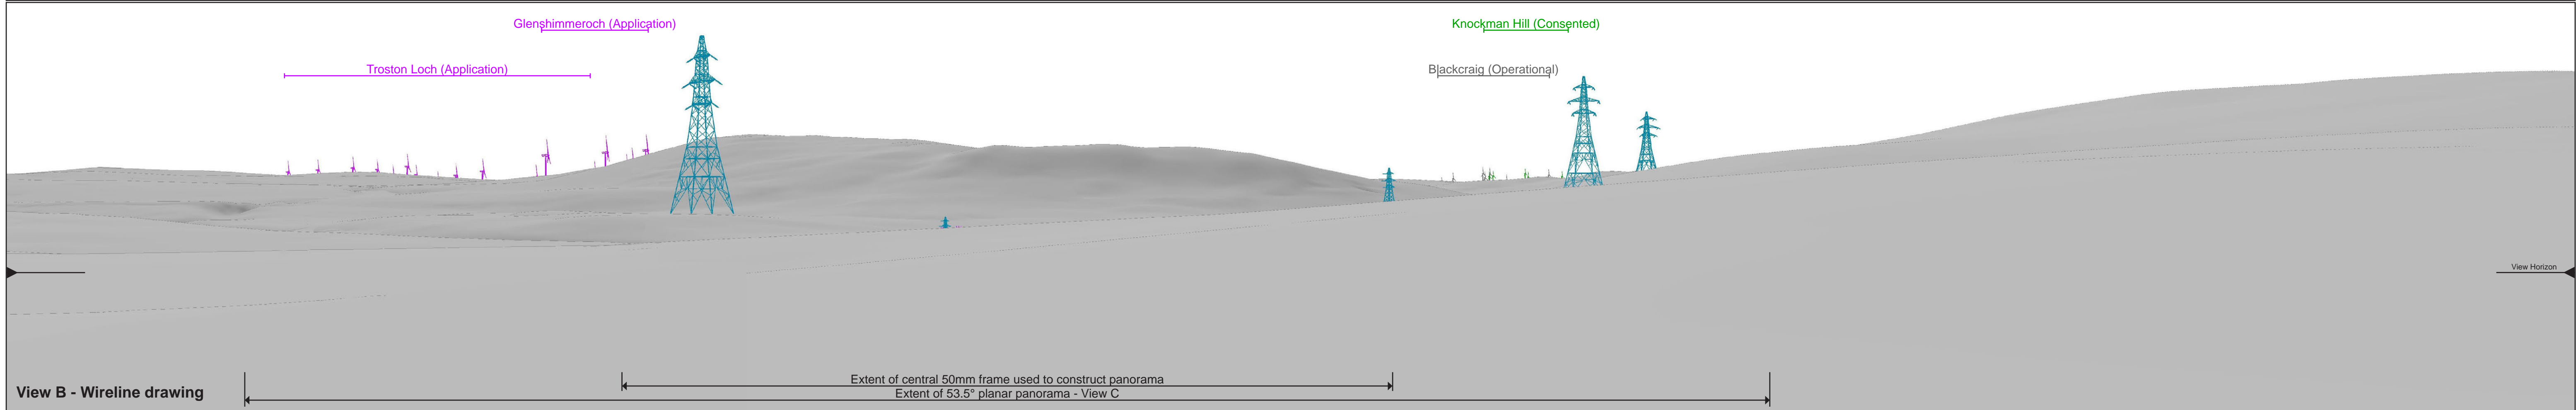 Glenshimmeroch (Application)
Knockman Hill (Consented)
Troston Loch (Application)
Blackcraig (Operational)
View Horizon
Extent of central 50mm frame used to construct panorama
View B - Wireline drawing
Extent of 53.5° planar panorama - View C